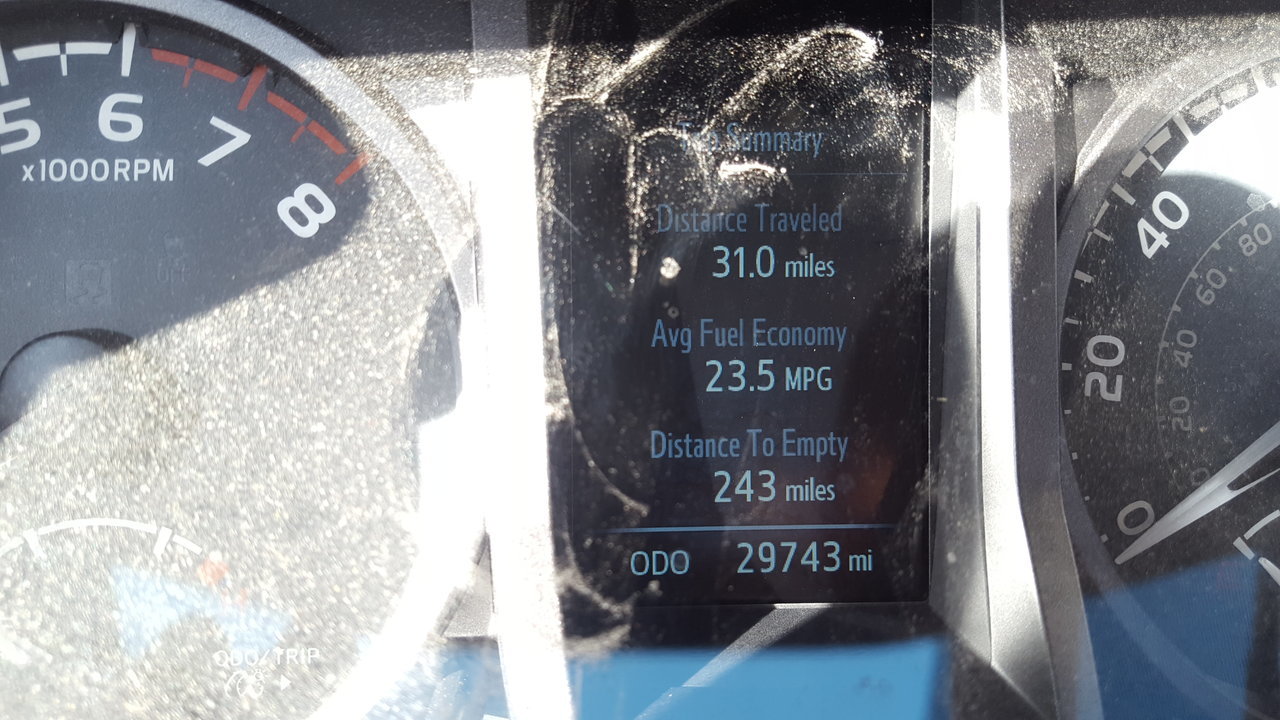 5 6 7 8
x1000RPM
ODO/TRIP
Trip Summary
Distance Traveled
31.0 miles
Avg Fuel Economy
23.5 MPG
Distance To Empty
243 miles
ODO 29743 mi
0 20 40
20 40 60 80